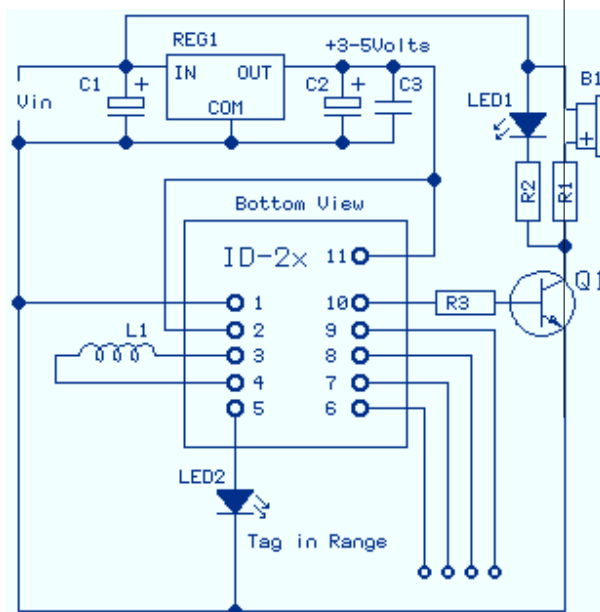 REG1
+3-5Volts
IN OUT
COM
C1 +
C2 +
C3
Vin
LED1
B1
+
R2
R1
Bottom View
ID-2x
11
1
10
R3
Q1
2
9
L1
3
8
4
7
5
6
LED2
Tag in Range